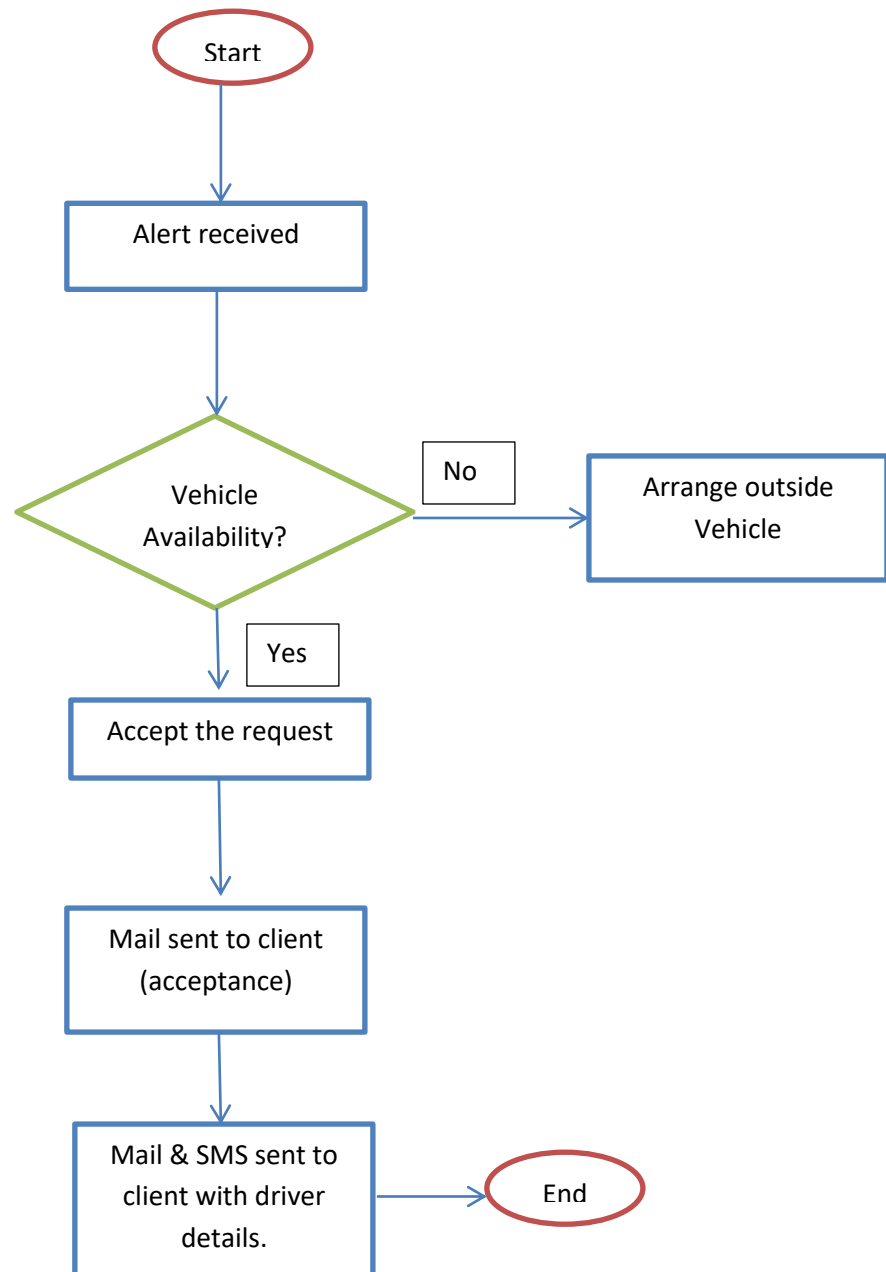 Start
Alert received
Vehicle
Availability?
No
Arrange outside
Vehicle
Yes
Accept the request
Mail sent to client
(acceptance)
Mail & SMS sent to
client with driver
details.
End